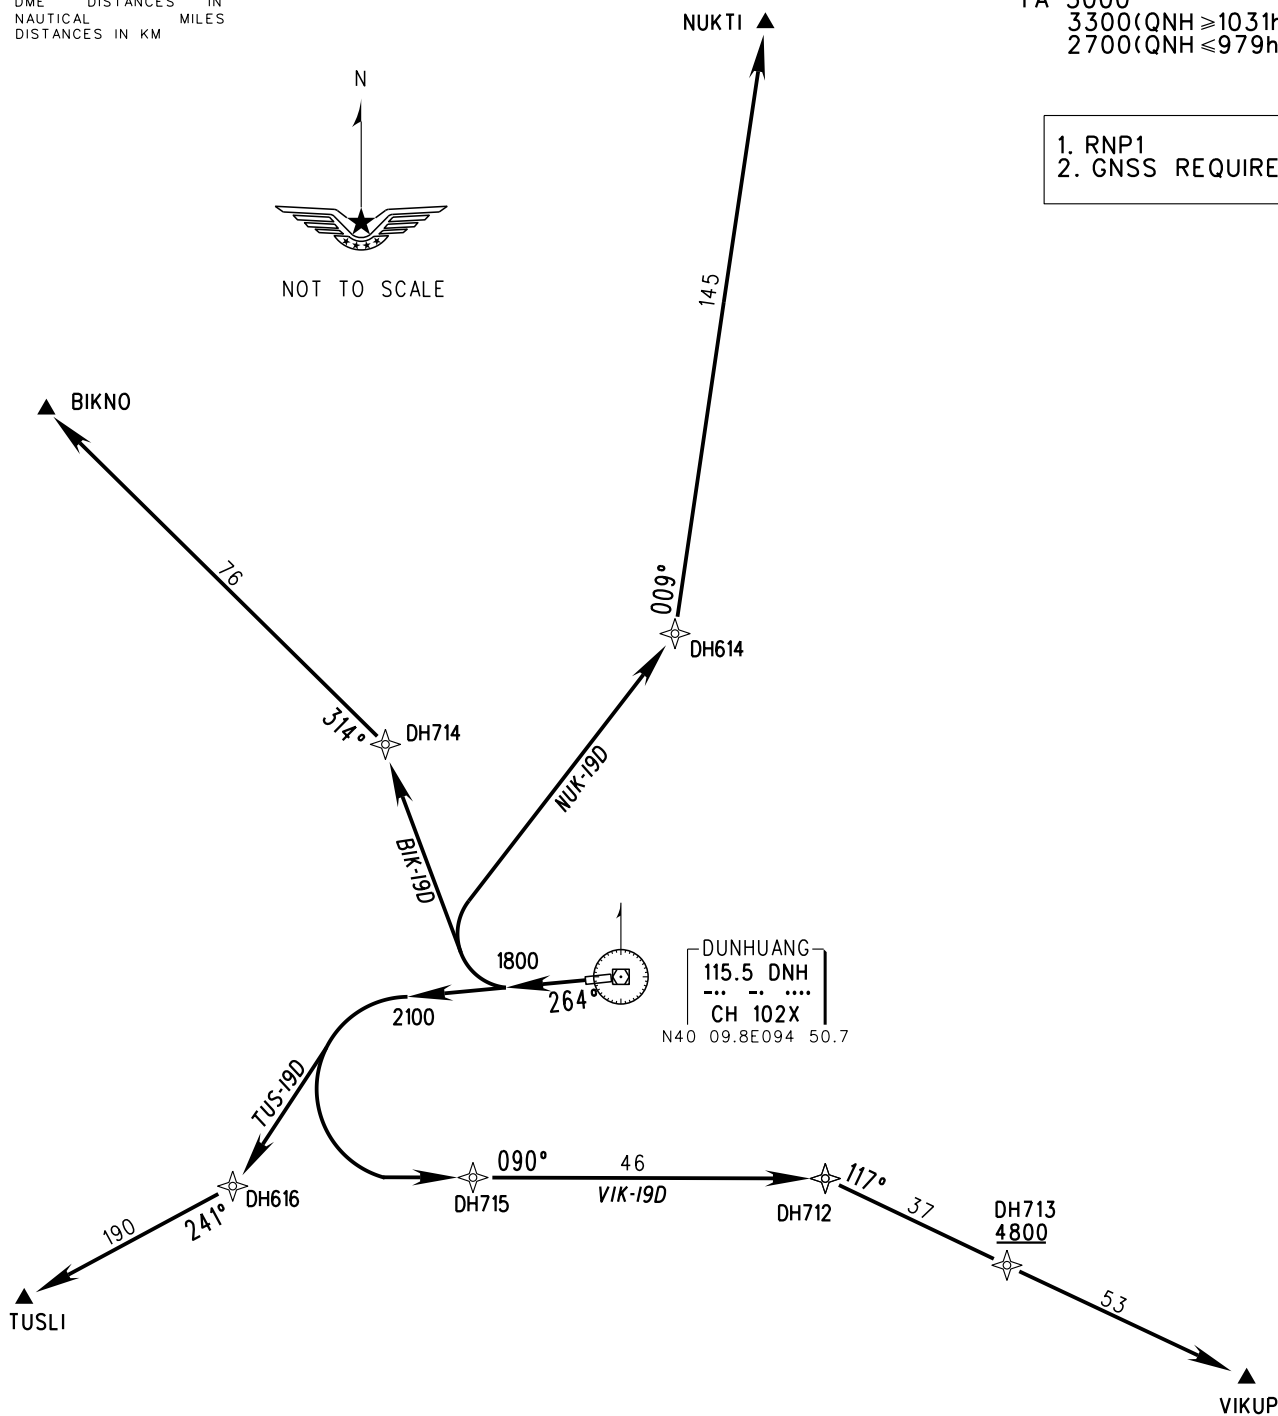 DME DISTANCES IN
NAUTICAL MILES
DISTANCES IN KM
3300(QNH ≥1031h
2700(QNH ≤979h
NUKTI
N
NOT TO SCALE
1. RNP1
2. GNSS REQUIRE
145
BIKNO
76
009°
DH614
314°
DH714
NUK-19D
BIK-19D
1800
264°
2100
DUNHUANG
115.5 DNH
-·· -· ····
CH 102X
N40 09.8E094 50.7
TUS-19D
DH616
241°
190
TUSLI
090°
DH715
46
VIK-19D
117°
DH712
37
DH713
4800
53
VIKUP